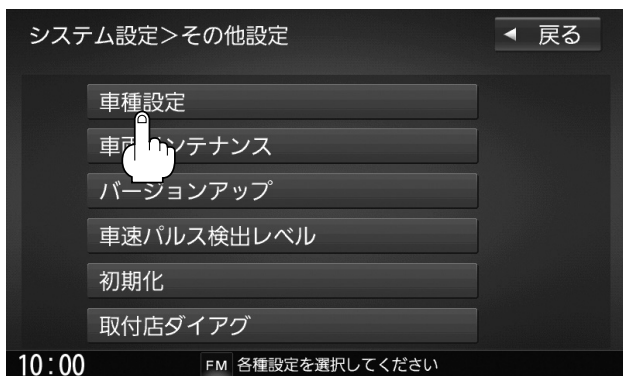 システム設定＞その他設定
◀ 戻る
車種設定
車両メンテナンス
バージョンアップ
車速パルス検出レベル
初期化
取付店ダイアグ
10:00
FM 各種設定を選択してください